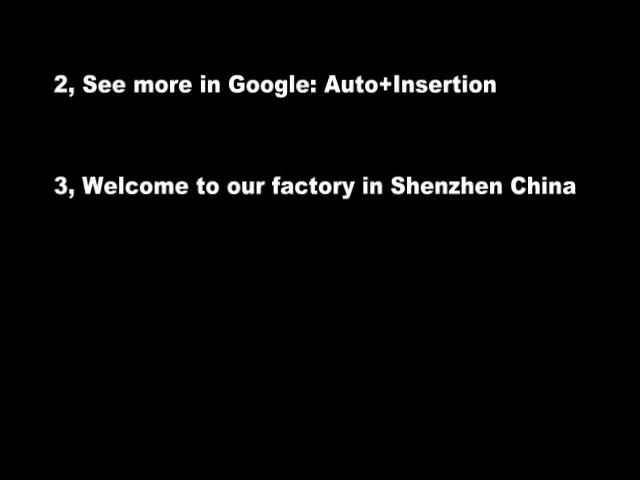 2, See more in Google: Auto+Insertion
3, Welcome to our factory in Shenzhen China